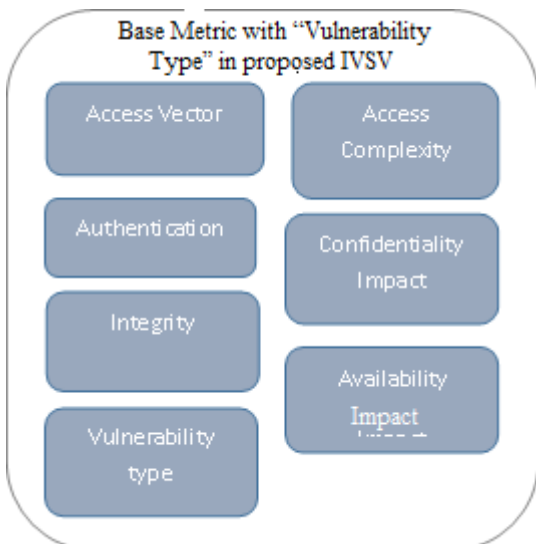 Base Metric with “Vulnerability
Type” in proposed IVSV
Access Vector
Access
Complexity
Authentication
Confidentiality
Impact
Integrity
Availability
Impact
Vulnerability
type